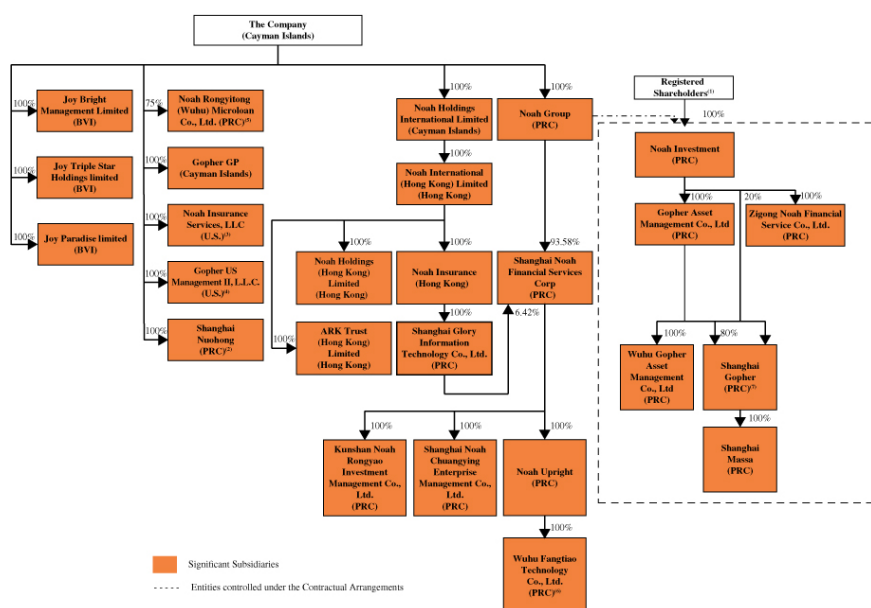 The Company
(Cayman Islands)
100%
Joy Bright
Management Limited
(BVI)
100%
Joy Triple Star
Holdings limited
(BVI)
100%
Joy Paradise limited
(BVI)
75%
Noah Rongyitong
(Wuhu) Microloan
Co., Ltd. (PRC)(5)
100%
Gopher GP
(Cayman Islands)
100%
Noah Insurance
Services, LLC
(U.S.)(3)
100%
Gopher US
Management II, L.L.C.
(U.S.)(4)
100%
Shanghai
Nuohong
(PRC)(2)
100%
Noah Holdings
International Limited
(Cayman Islands)
100%
Noah International
(Hong Kong) Limited
(Hong Kong)
100%
Noah Holdings
(Hong Kong)
Limited
(Hong Kong)
100%
Noah Insurance
(Hong Kong)
100%
ARK Trust
(Hong Kong)
Limited
(Hong Kong)
100%
Shanghai Glory
Information
Technology Co., Ltd.
(PRC)
100%
Noah Group
(PRC)
93.58%
Shanghai Noah
Financial Services
Corp
(PRC)
6.42%
100%
Kunshan Noah
Rongyao
Investment
Management Co.,
Ltd.
(PRC)
100%
Shanghai Noah
Chuangying
Enterprise
Management Co.,
Ltd.
(PRC)
100%
Noah Upright
(PRC)
100%
Wuhu Fangtiao
Technology
Co., Ltd.
(PRC)(6)
Registered
Shareholders(1)
100%
Noah Investment
(PRC)
100%
20%
100%
Gopher Asset
Management Co., Ltd
(PRC)
Zigong Noah Financial
Service Co., Ltd.
(PRC)
100%
80%
Wuhu Gopher
Asset
Management
Co., Ltd
(PRC)
Shanghai
Gopher
(PRC)(7)
100%
Shanghai
Massa
(PRC)
Significant Subsidiaries
Entities controlled under the Contractual Arrangements